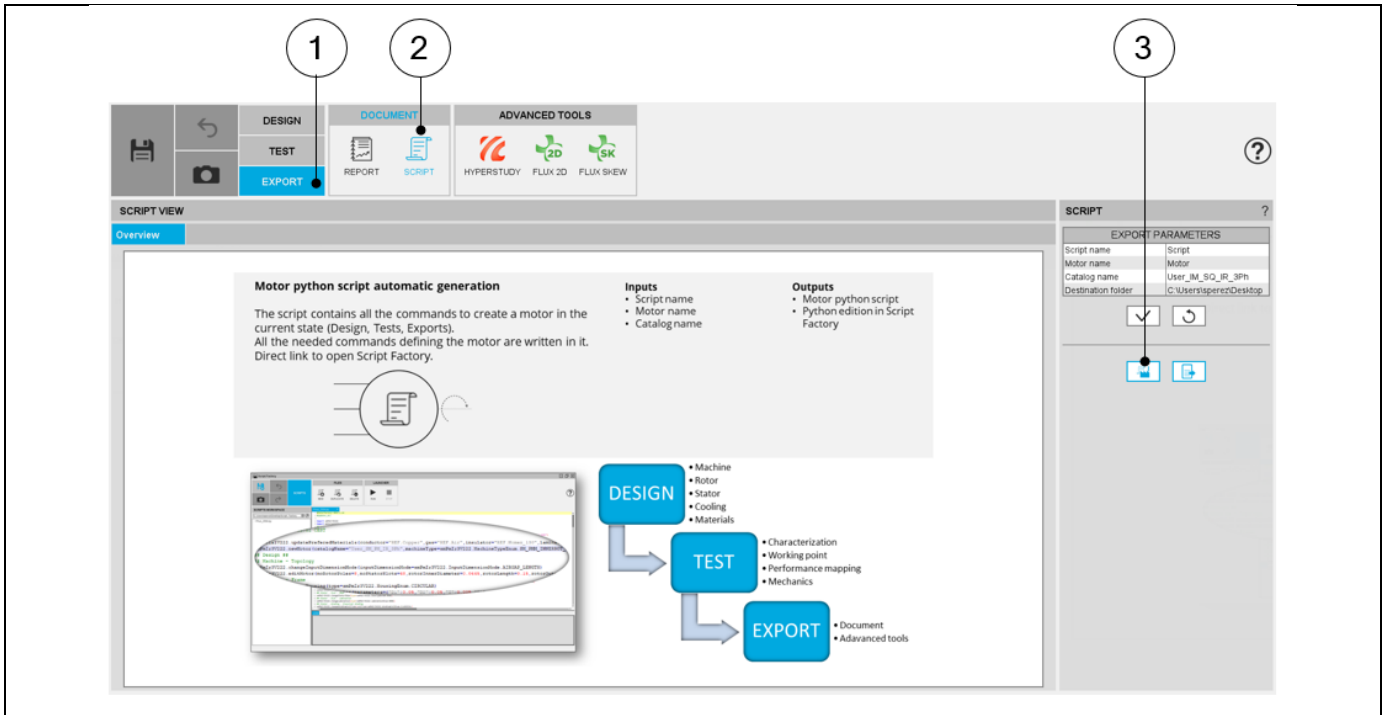 1
2
3
DESIGN
TEST
EXPORT
DOCUMENT
REPORT
SCRIPT
ADVANCED TOOLS
2D
SK
HYPERSTUDY
FLUX 2D
FLUX SKEW
?
SCRIPT VIEW
Overview
Motor python script automatic generation
The script contains all the commands to create a motor in the
current state (Design, Tests, Exports).
All the needed commands defining the motor are written in it.
Direct link to open Script Factory.
Inputs
• Script name
• Motor name
• Catalog name
Outputs
• Motor python script
• Python edition in Script
Factory
DESIGN
• Machine
• Rotor
• Stator
• Cooling
• Materials
TEST
• Characterization
• Working point
• Performance mapping
• Mechanics
EXPORT
• Document
• Adavanced tools
SCRIPT ?
EXPORT PARAMETERS
Script name Script
Motor name Motor
Catalog name User_IM_SQ_IR_3Ph
Destination folder C:\Users\sperez\Desktop